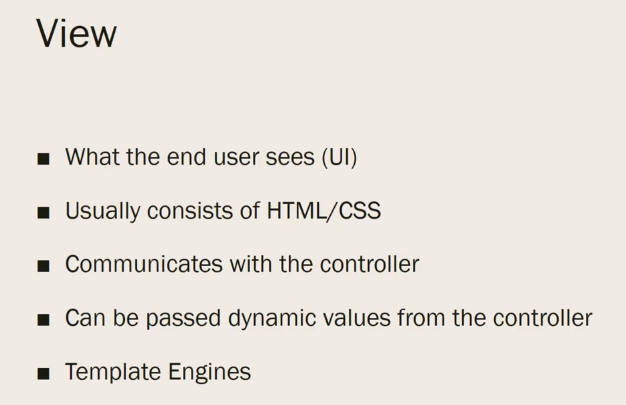 View
■ What the end user sees (UI)
■ Usually consists of HTML/CSS
■ Communicates with the controller
■ Can be passed dynamic values from the controller
■ Template Engines